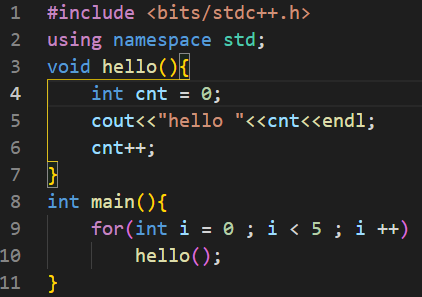 1 #include <bits/stdc++.h>
2 using namespace std;
3 void hello(){
4     int cnt = 0;
5     cout<<"hello "<<cnt<<endl;
6     cnt++;
7 }
8 int main(){
9     for(int i = 0 ; i < 5 ; i ++)
10         hello();
11 }